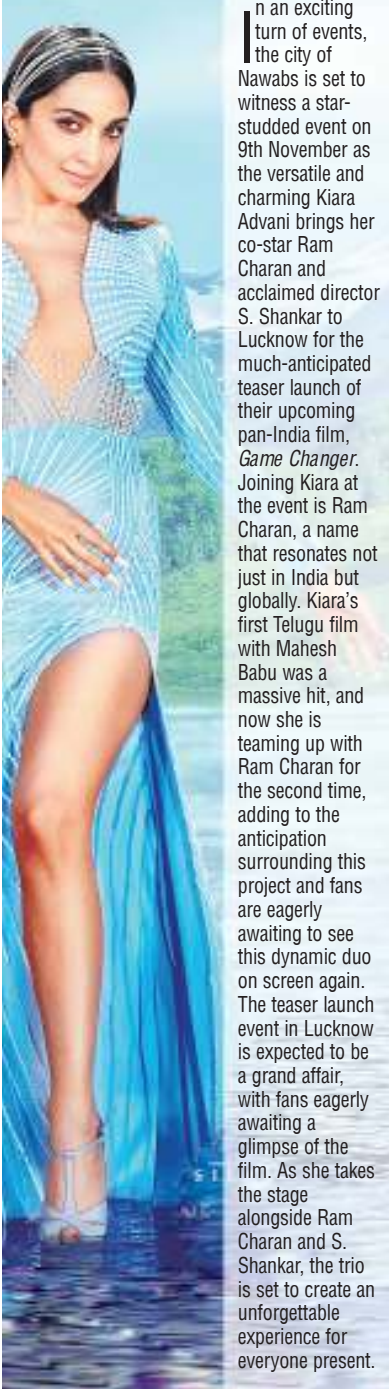 In an exciting
turn of events,
the city of
Nawabs is set to
witness a star-
studded event on
9th November as
the versatile and
charming Kiara
Advani brings her
co-star Ram
Charan and
acclaimed director
S. Shankar to
Lucknow for the
much-anticipated
teaser launch of
their upcoming
pan-India film,
Game Changer.
Joining Kiara at
the event is Ram
Charan, a name
that resonates not
just in India but
globally. Kiara's
first Telugu film
with Mahesh
Babu was a
massive hit, and
now she is
teaming up with
Ram Charan for
the second time,
adding to the
anticipation
surrounding this
project and fans
are eagerly
awaiting to see
this dynamic duo
on screen again.
The teaser launch
event in Lucknow
is expected to be
a grand affair,
with fans eagerly
awaiting a
glimpse of the
film. As she takes
the stage
alongside Ram
Charan and S.
Shankar, the trio
is set to create an
unforgettable
experience for
everyone present.